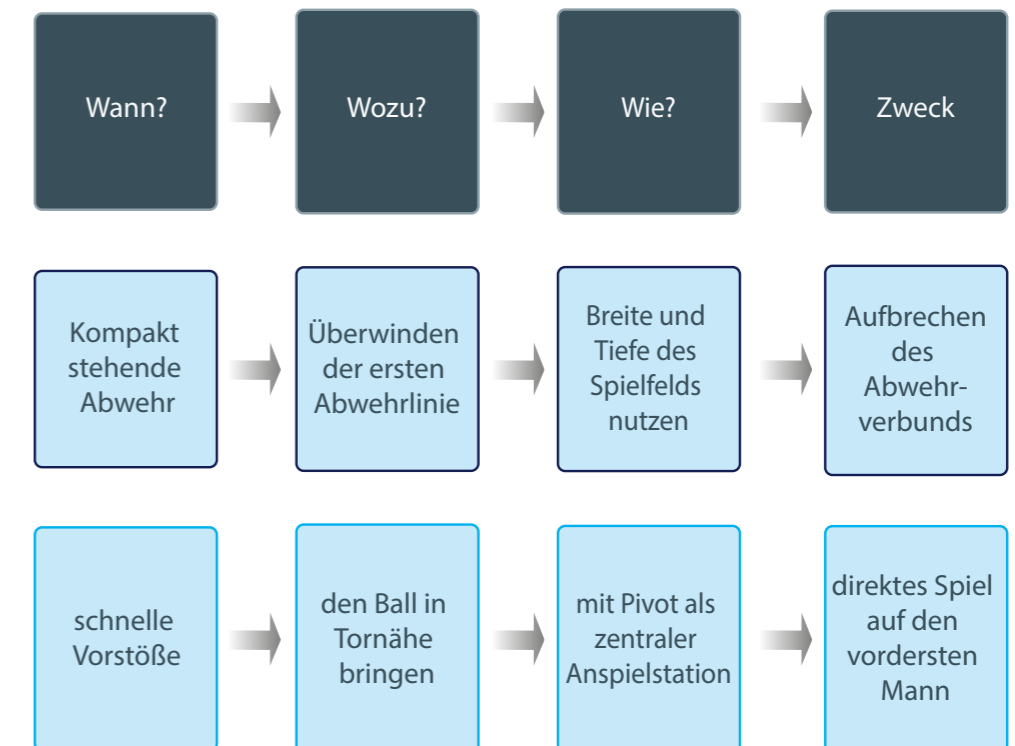 Wann?
Wozu?
Wie?
Zweck
Kompakt
stehende
Abwehr
Überwinden
der ersten
Abwehrlinie
Breite und
Tiefe des
Spielfelds
nutzen
Aufbrechen
des
Abwehr-
verbunds
schnelle
Vorstöße
den Ball in
Tornähe
bringen
mit Pivot als
zentraler
Anspielstation
direktes Spiel
auf den
vordersten
Mann